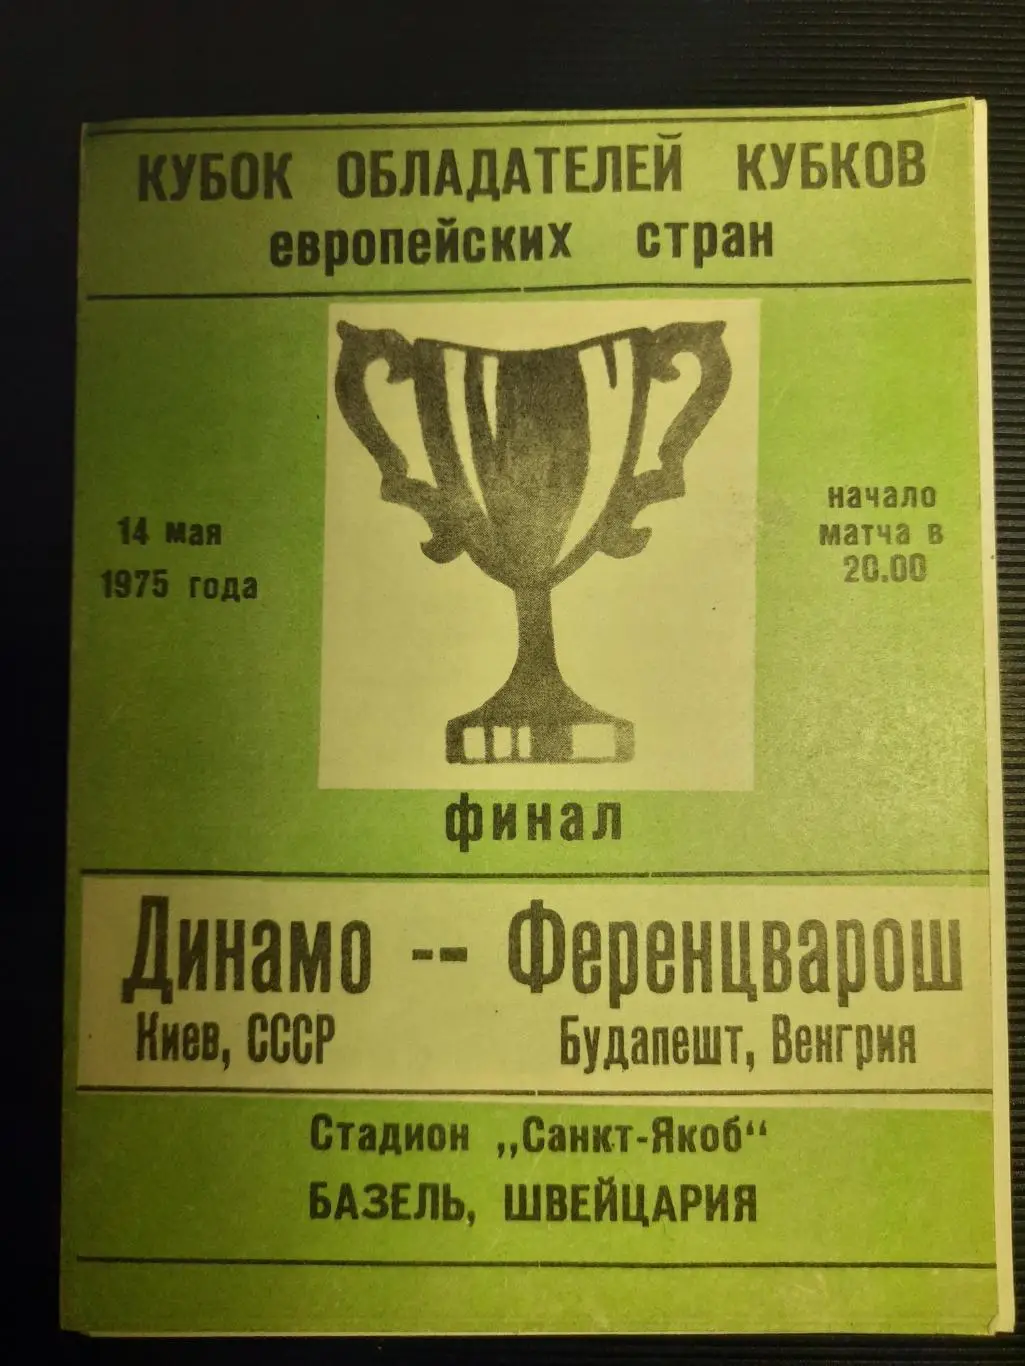 КУБОК ОБЛАДАТЕЛЕЙ КУБКОВ
европейских стран
14 мая
1975 года
начало
матча в
20.00
финал
Динамо -- Ференцварош
Киев, СССР
Будапешт, Венгрия
Стадион „Санкт-Якоб“
БАЗЕЛЬ, ШВЕЙЦАРИЯ